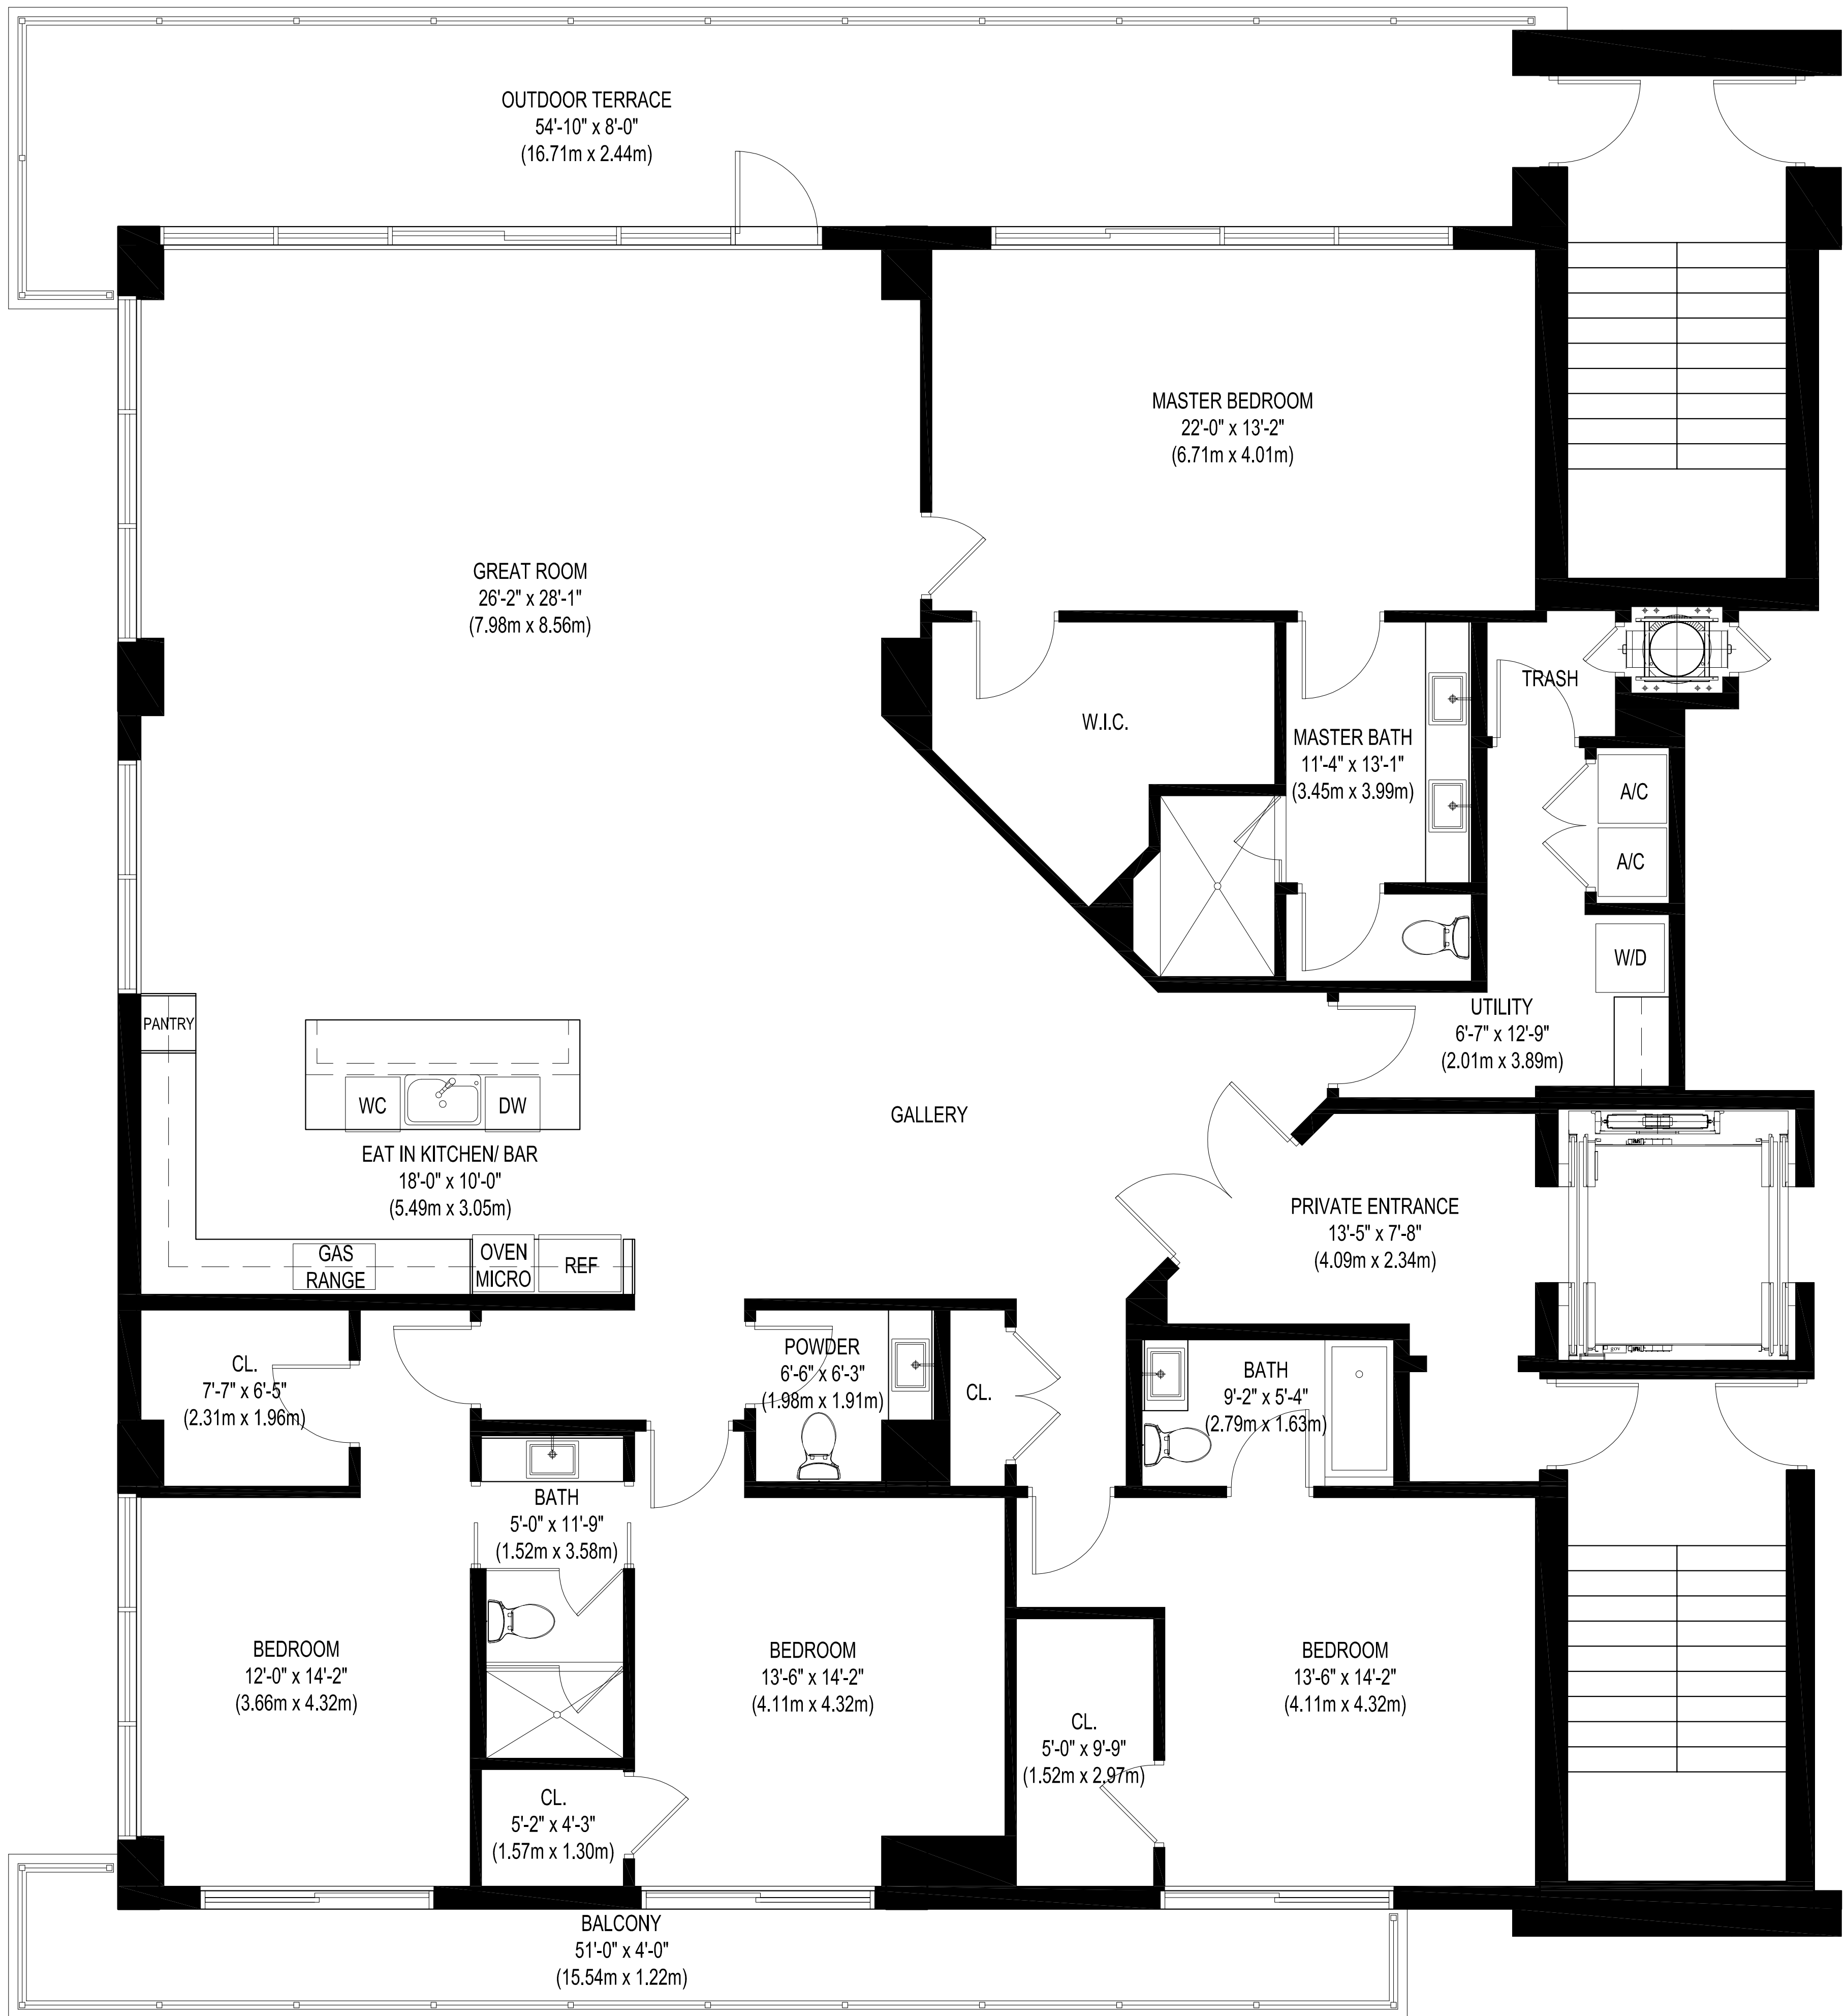 OUTDOOR TERRACE
54'-10" x 8'-0"
(16.71m x 2.44m)
MASTER BEDROOM
22'-0" x 13'-2"
(6.71m x 4.01m)
GREAT ROOM
26'-2" x 28'-1"
(7.98m x 8.56m)
TRASH
W.I.C.
MASTER BATH
11'-4" x 13'-1"
(3.45m x 3.99m)
A/C
A/C
W/D
UTILITY
6'-7" x 12'-9"
(2.01m x 3.89m)
PANTRY
WC
DW
GALLERY
EAT IN KITCHEN/ BAR
18'-0" x 10'-0"
(5.49m x 3.05m)
PRIVATE ENTRANCE
13'-5" x 7'-8"
(4.09m x 2.34m)
GAS
RANGE
OVEN
MICRO
REF
CL.
7'-7" x 6'-5"
(2.31m x 1.96m)
POWDER
6'-6" x 6'-3"
(1.98m x 1.91m)
CL.
BATH
9'-2" x 5'-4"
(2.79m x 1.63m)
BATH
5'-0" x 11'-9"
(1.52m x 3.58m)
BEDROOM
12'-0" x 14'-2"
(3.66m x 4.32m)
BEDROOM
13'-6" x 14'-2"
(4.11m x 4.32m)
BEDROOM
13'-6" x 14'-2"
(4.11m x 4.32m)
CL.
5'-0" x 9'-9"
(1.52m x 2.97m)
CL.
5'-2" x 4'-3"
(1.57m x 1.30m)
BALCONY
51'-0" x 4'-0"
(15.54m x 1.22m)